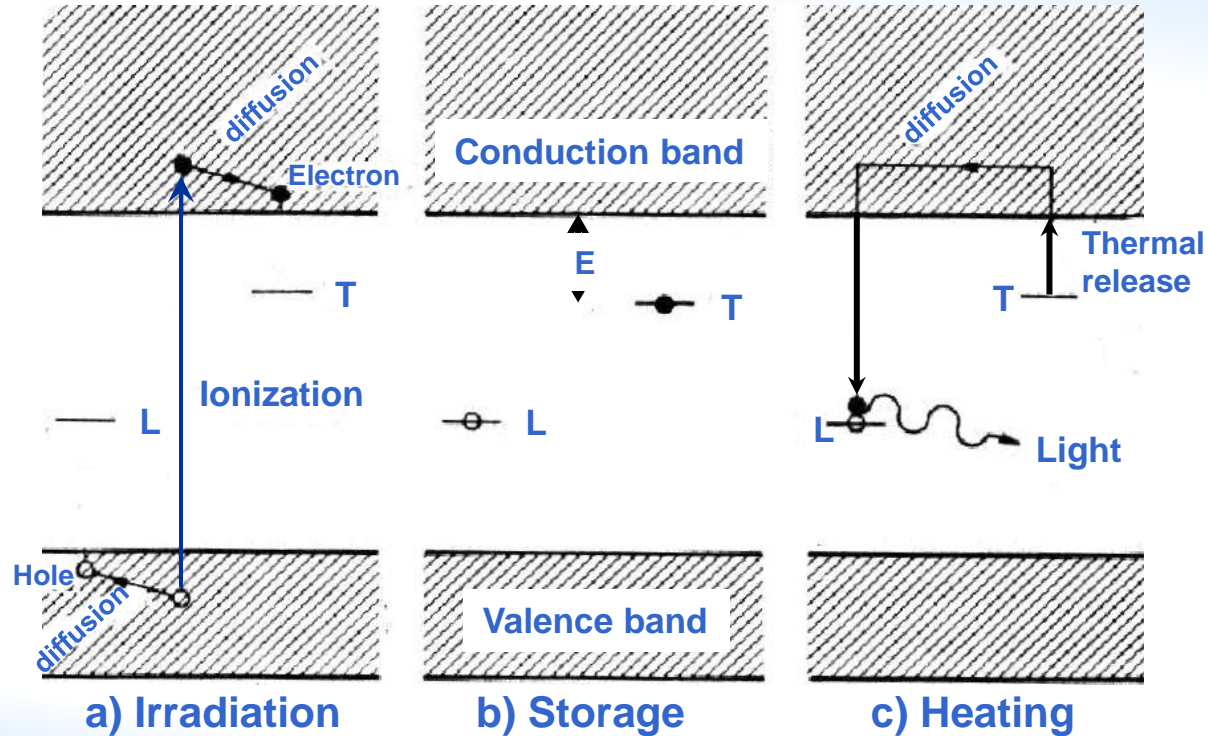 diffusion
Electron
T
Ionization
L
Hole
diffusion
a) Irradiation
Conduction band
E
T
L
Valence band
b) Storage
diffusion
Thermal
release
T
L
Light
c) Heating